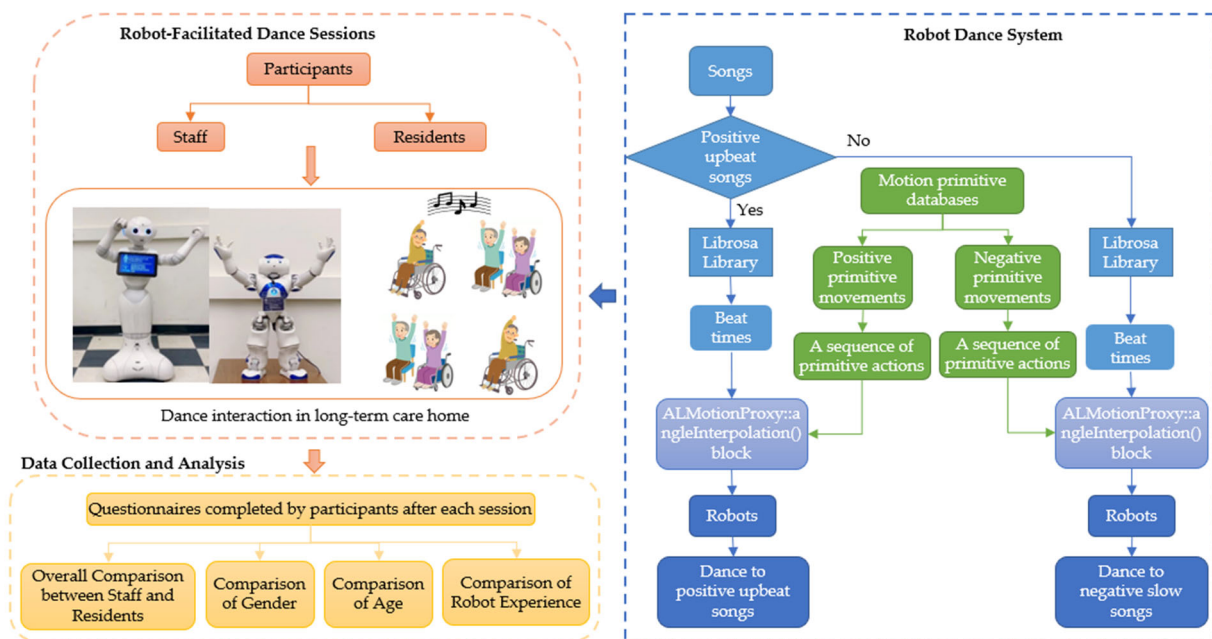 Robot-Facilitated Dance Sessions
Participants
Staff
Residents
Dance interaction in long-term care home
Data Collection and Analysis
Questionnaires completed by participants after each session
Overall Comparison
between Staff and
Residents
Comparison
of Gender
Comparison
of Age
Comparison of
Robot Experience
Robot Dance System
Songs
Positive
upbeat
songs
No
Yes
Motion primitive
databases
Librosa
Library
Positive
primitive
movements
Negative
primitive
movements
Librosa
Library
Beat
times
A sequence of
primitive actions
A sequence of
primitive actions
Beat
times
ALMotionProxy::a
ngleInterpolation()
block
ALMotionProxy::a
ngleInterpolation()
block
Robots
Robots
Dance to
positive upbeat
songs
Dance to
negative slow
songs